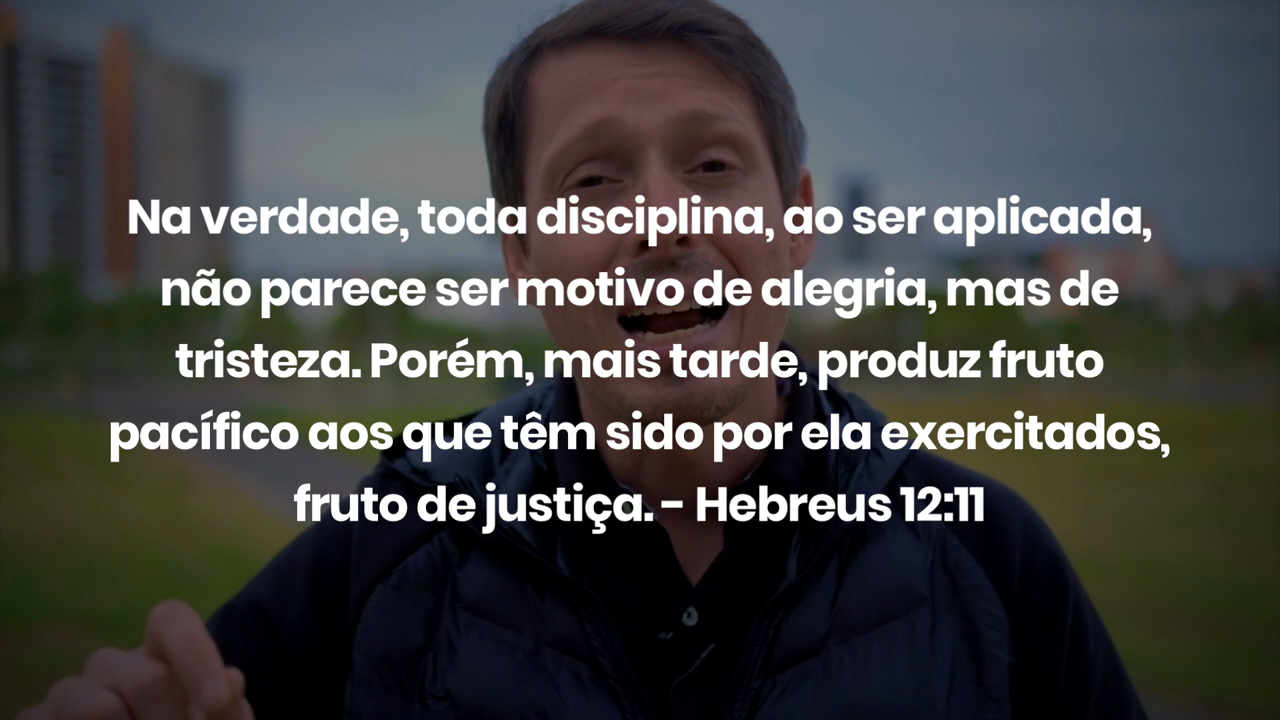 Na verdade, toda disciplina, ao ser aplicada,
não parece ser motivo de alegria, mas de
tristeza. Porém, mais tarde, produz fruto
pacífico aos que têm sido por ela exercitados,
fruto de justiça. - Hebreus 12:11